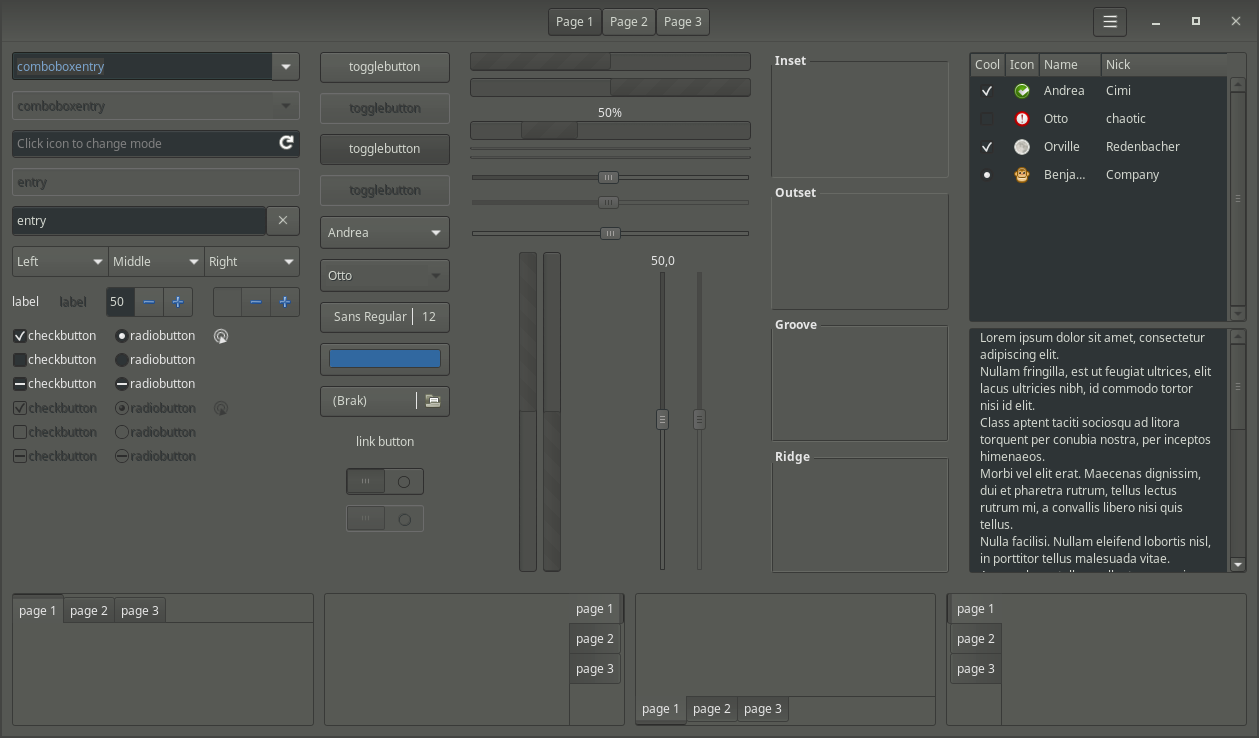 Page 1 Page 2 Page 3
comboboxentry
comboboxentry
Click icon to change mode
entry
entry
Left Middle Right
label label 50
checkbutton radiobutton
checkbutton radiobutton
checkbutton radiobutton
checkbutton radiobutton
checkbutton radiobutton
checkbutton radiobutton
togglebutton
togglebutton
togglebutton
togglebutton
Andrea
Otto
Sans Regular 12
(Brak)
link button
50%
50,0
Inset
Outset
Groove
Ridge
Cool Icon Name Nick
Andrea Cimi
Otto chaotic
Orville Redenbacher
Benja... Company
Lorem ipsum dolor sit amet, consectetur
adipiscing elit.
Nullam fringilla, est ut feugiat ultrices, elit
lacus ultricies nibh, id commodo tortor
nisi id elit.
Class aptent taciti sociosqu ad litora
torquent per conubia nostra, per inceptos
himenaeos.
Morbi vel elit erat. Maecenas dignissim,
dui et pharetra rutrum, tellus lectus
rutrum mi, a convallis libero nisi quis
tellus.
Nulla facilisi. Nullam eleifend lobortis nisl,
in porttitor tellus malesuada vitae.
page 1 page 2 page 3
page 1
page 2
page 3
page 1 page 2 page 3
page 1
page 2
page 3